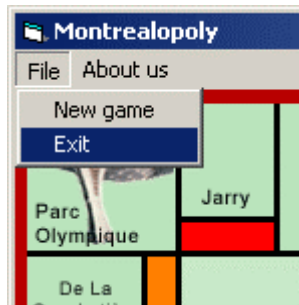 Montrealopoly
File About us
New game
Exit
Jarry
Parc
Olympique
De La